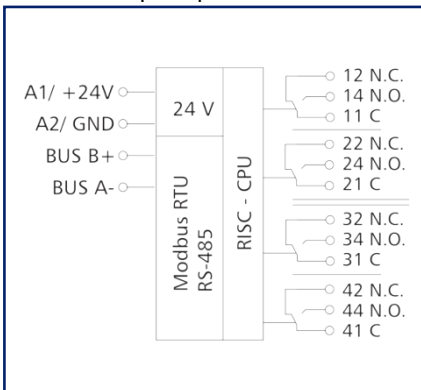 A1/ +24V
A2/ GND
BUS B+
BUS A-
24 V
Modbus RTU
RS-485
RISC - CPU
12 N.C.
14 N.O.
11 C
22 N.C.
24 N.O.
21 C
32 N.C.
34 N.O.
31 C
42 N.C.
44 N.O.
41 C